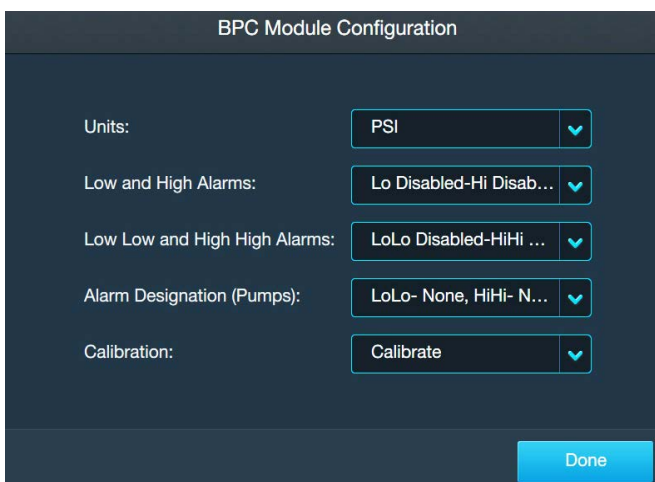 BPC Module Configuration
Units: PSI
Low and High Alarms: Lo Disabled-Hi Disab...
Low Low and High High Alarms: LoLo Disabled-HiHi ...
Alarm Designation (Pumps): LoLo- None, HiHi- N...
Calibration: Calibrate
Done